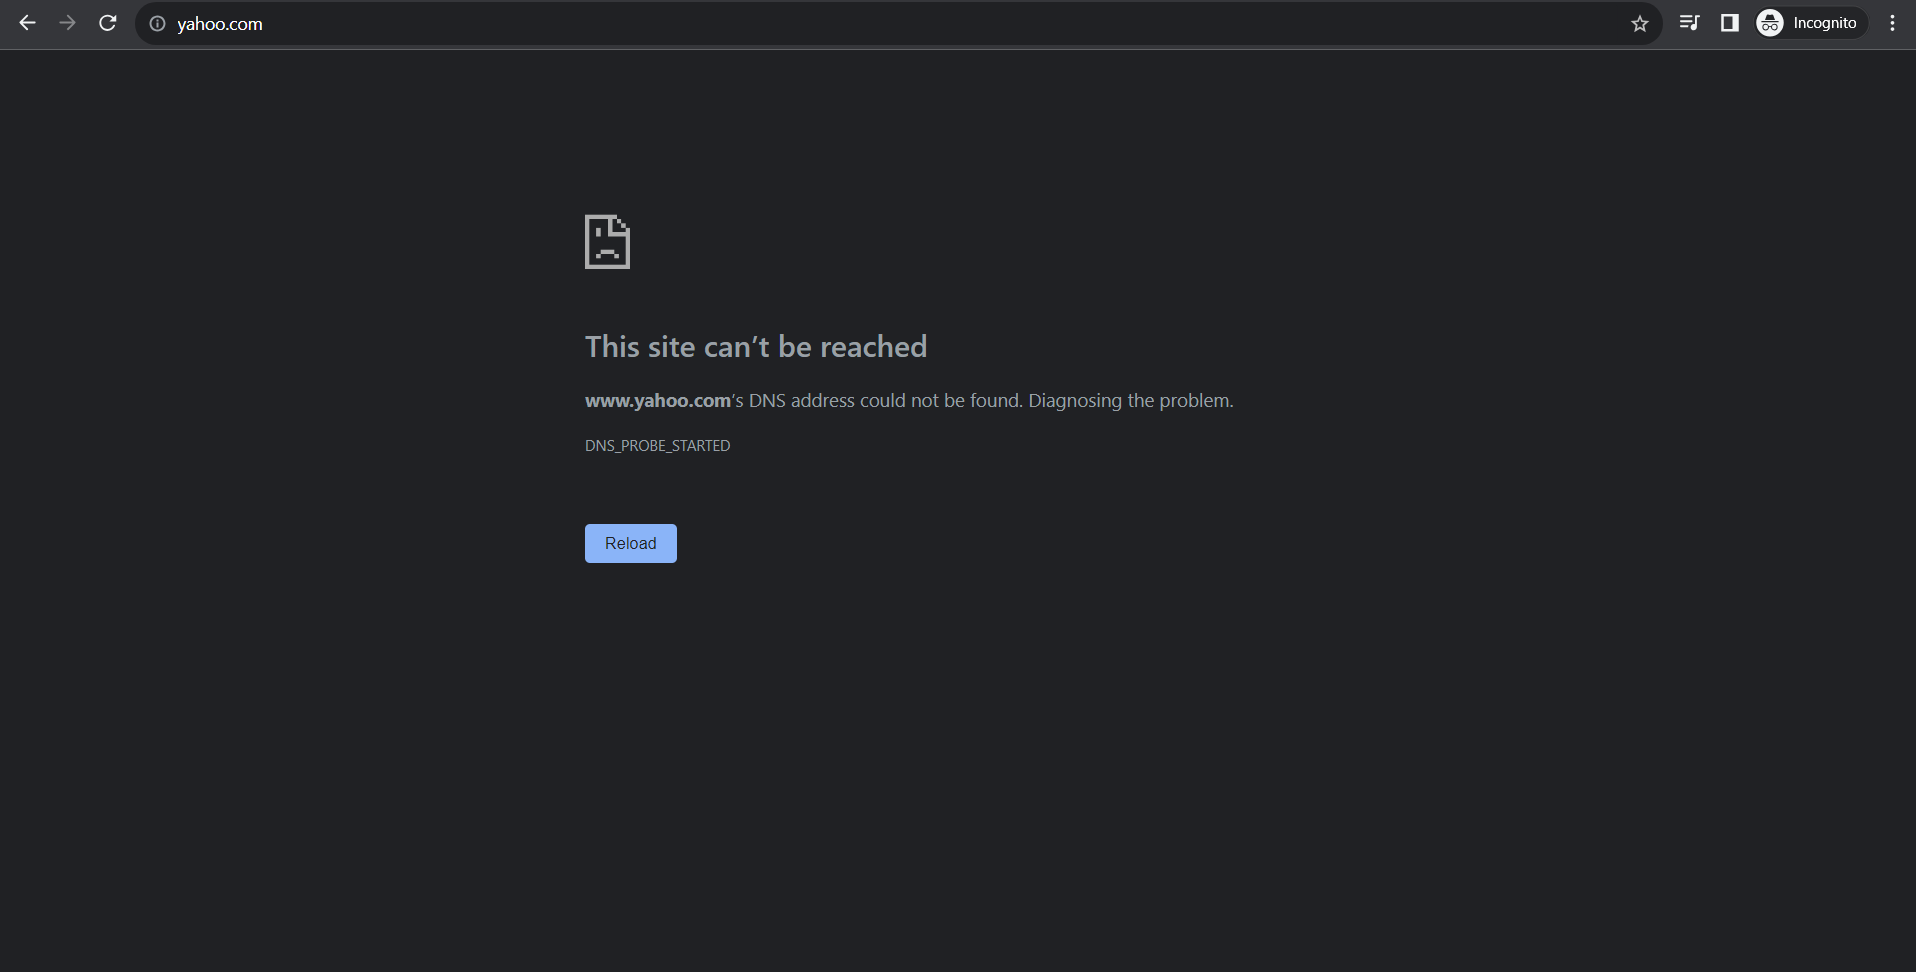 yahoo.com
Incognito
This site can’t be reached
www.yahoo.com’s DNS address could not be found. Diagnosing the problem.
DNS_PROBE_STARTED
Reload